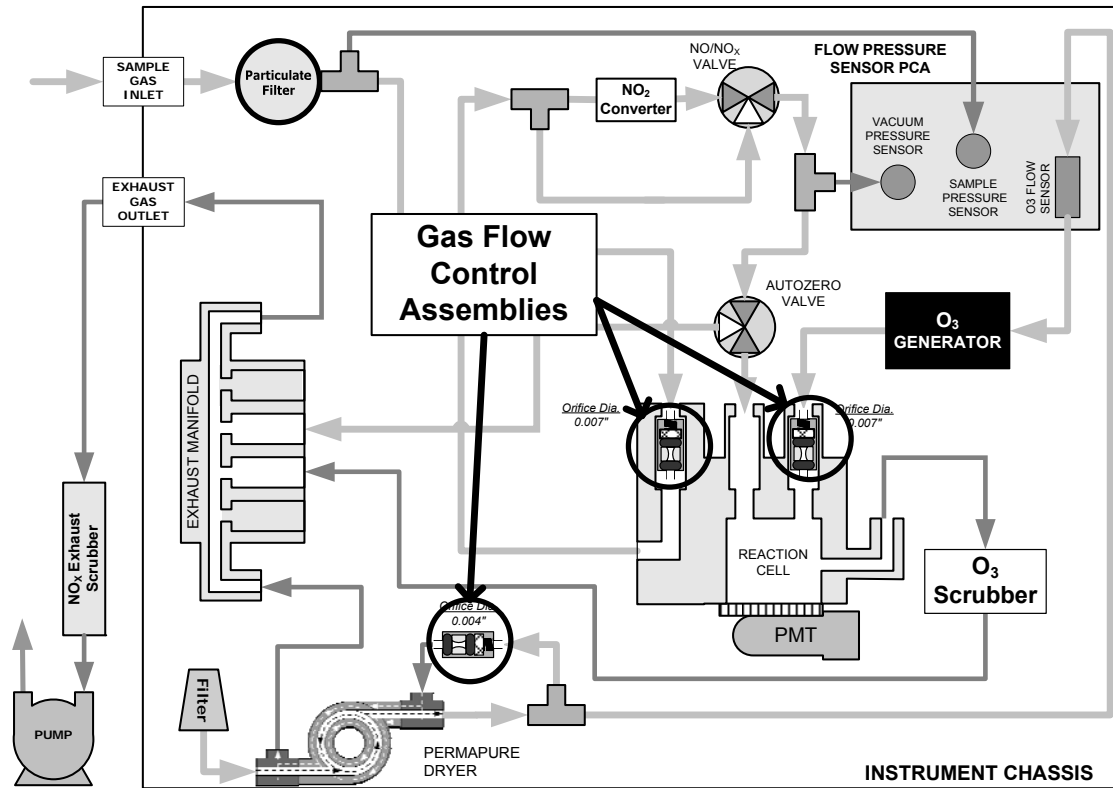 SAMPLE
GAS
INLET
Particulate
Filter
NO/NOX
VALVE
FLOW PRESSURE
SENSOR PCA
NO2
Converter
VACUUM
PRESSURE
SENSOR
SAMPLE
PRESSURE
SENSOR
O3 FLOW
SENSOR
EXHAUST
GAS
OUTLET
Gas Flow
Control
Assemblies
AUTOZERO
VALVE
O3
GENERATOR
EXHAUST MANIFOLD
Orifice Dia.
0.007"
Orifice Dia.
0.007"
NOX Exhaust
Scrubber
REACTION
CELL
O3
Scrubber
Orifice Dia.
0.004"
PMT
Filter
PUMP
PERMAPURE
DRYER
INSTRUMENT CHASSIS